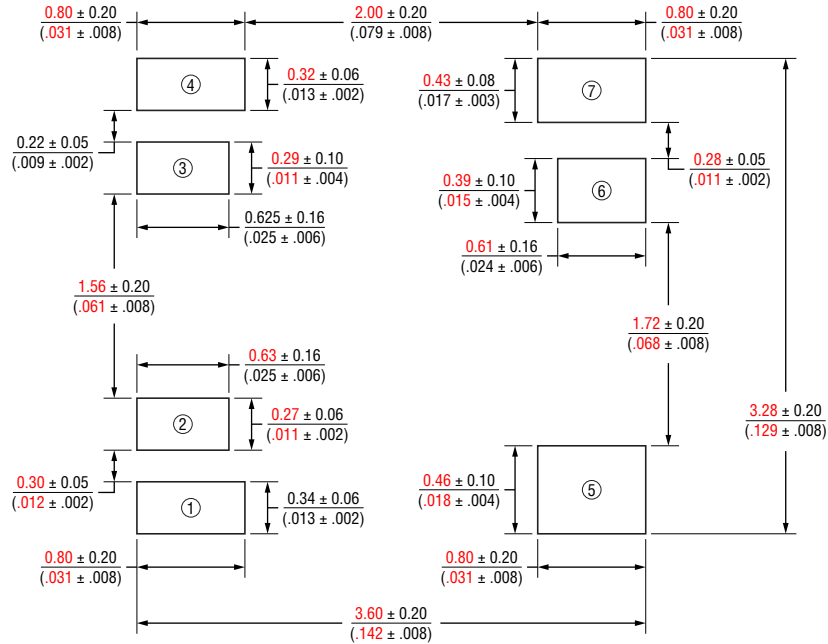 0.80 ± 0.20
(.031 ± .008)
2.00 ± 0.20
(.079 ± .008)
0.80 ± 0.20
(.031 ± .008)
④
0.32 ± 0.06
(.013 ± .002)
0.43 ± 0.08
(.017 ± .003)
⑦
0.22 ± 0.05
(.009 ± .002)
③
0.29 ± 0.10
(.011 ± .004)
0.28 ± 0.05
(.011 ± .002)
0.39 ± 0.10
(.015 ± .004)
⑥
0.625 ± 0.16
(.025 ± .006)
0.61 ± 0.16
(.024 ± .006)
1.56 ± 0.20
(.061 ± .008)
1.72 ± 0.20
(.068 ± .008)
0.63 ± 0.16
(.025 ± .006)
②
0.27 ± 0.06
(.011 ± .002)
3.28 ± 0.20
(.129 ± .008)
0.30 ± 0.05
(.012 ± .002)
①
0.34 ± 0.06
(.013 ± .002)
0.46 ± 0.10
(.018 ± .004)
⑤
0.80 ± 0.20
(.031 ± .008)
0.80 ± 0.20
(.031 ± .008)
3.60 ± 0.20
(.142 ± .008)